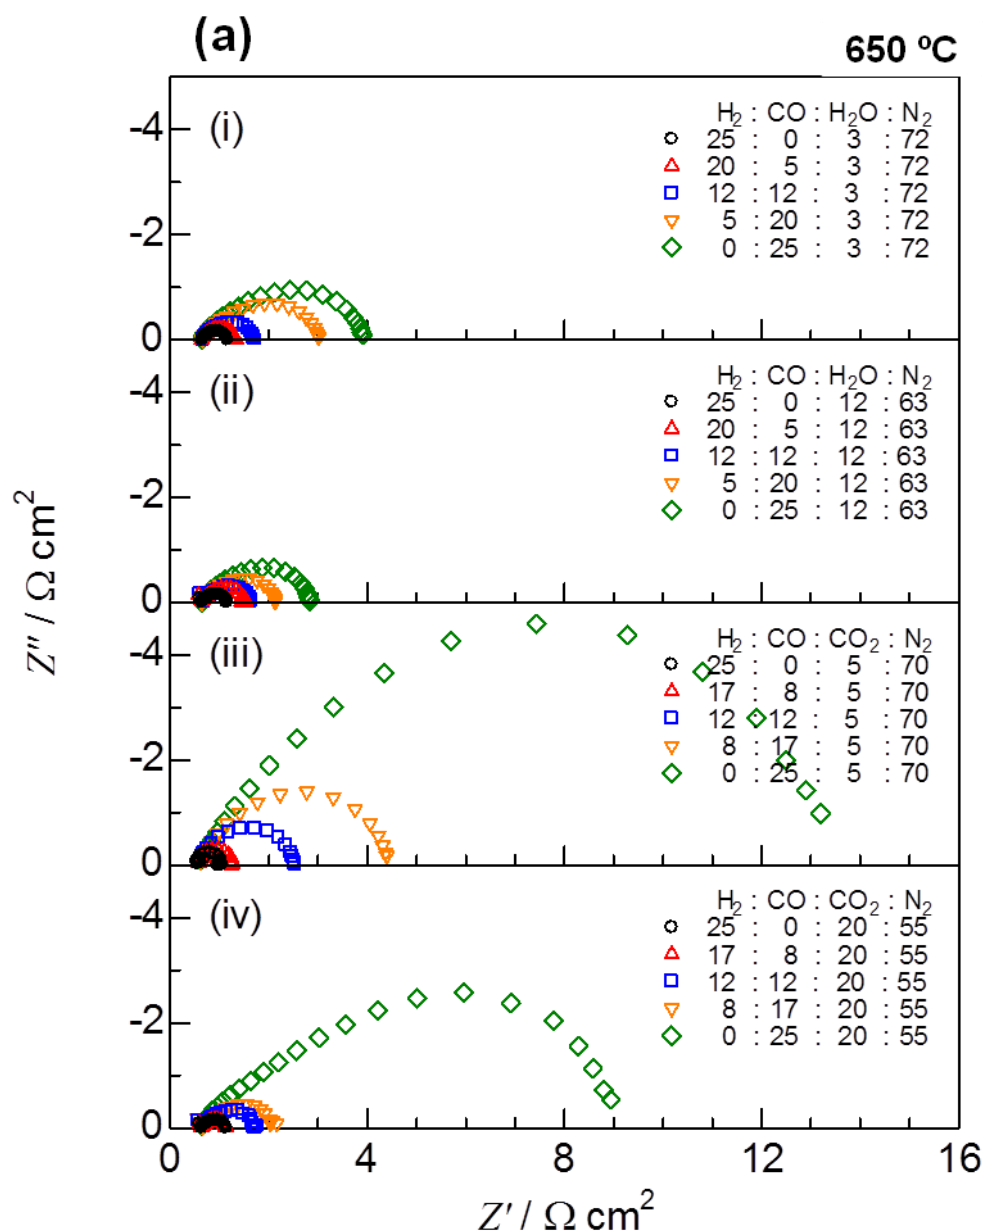 (a)
650 ºC
-4
(i)
H₂ : CO : H₂O : N₂
25 : 0 : 3 : 72
20 : 5 : 3 : 72
12 : 12 : 3 : 72
5 : 20 : 3 : 72
0 : 25 : 3 : 72
-2
0
-4
(ii)
H₂ : CO : H₂O : N₂
25 : 0 : 12 : 63
20 : 5 : 12 : 63
12 : 12 : 12 : 63
5 : 20 : 12 : 63
0 : 25 : 12 : 63
-2
0
-4
(iii)
H₂ : CO : CO₂ : N₂
25 : 0 : 5 : 70
17 : 8 : 5 : 70
12 : 12 : 5 : 70
8 : 17 : 5 : 70
0 : 25 : 5 : 70
-2
0
-4
(iv)
H₂ : CO : CO₂ : N₂
25 : 0 : 20 : 55
17 : 8 : 20 : 55
12 : 12 : 20 : 55
8 : 17 : 20 : 55
0 : 25 : 20 : 55
-2
0
Z'' / Ω cm²
0 4 8 12 16
Z' / Ω cm²